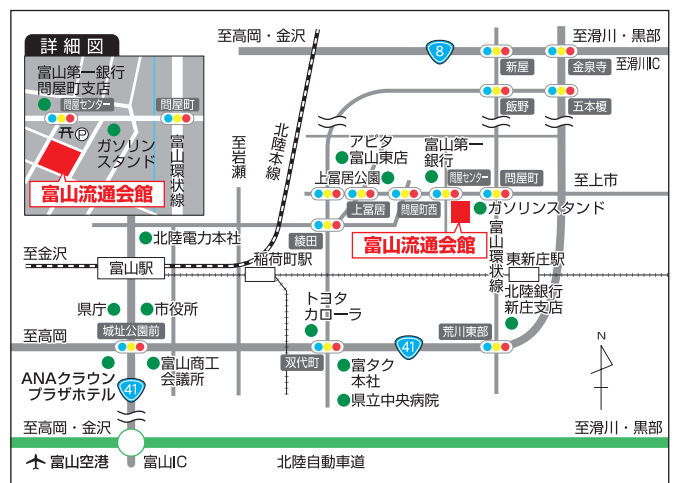 詳細図
富山第一銀行
問屋町支店
問屋センター
問屋町
P
ガソリン
スタンド
富山環状線
富山流通会館
至高岡・金沢
8
至滑川・黒部
新屋
金泉寺
至滑川IC
飯野
五本榎
北陸本線
至岩瀬
アピタ
富山東店
富山第一
銀行
上冨居公園
問屋センター
問屋町
至上市
上冨居
問屋町西
ガソリンスタンド
綾田
富山流通会館
富山環状線
北陸電力本社
至金沢
富山駅
稲荷町駅
東新庄駅
北陸銀行
新庄支店
県庁
市役所
トヨタ
カローラ
至高岡
城址公園前
双代町
41
荒川東部
N
ANAクラウン
プラザホテル
富山商工
会議所
富タク
本社
県立中央病院
41
至高岡・金沢
至滑川・黒部
富山空港
富山IC
北陸自動車道